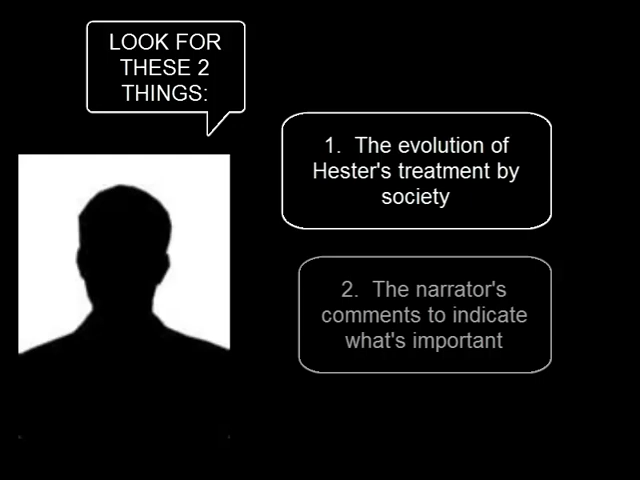 LOOK FOR
THESE 2
THINGS:
1. The evolution of
Hester's treatment by
society
2. The narrator's
comments to indicate
what's important